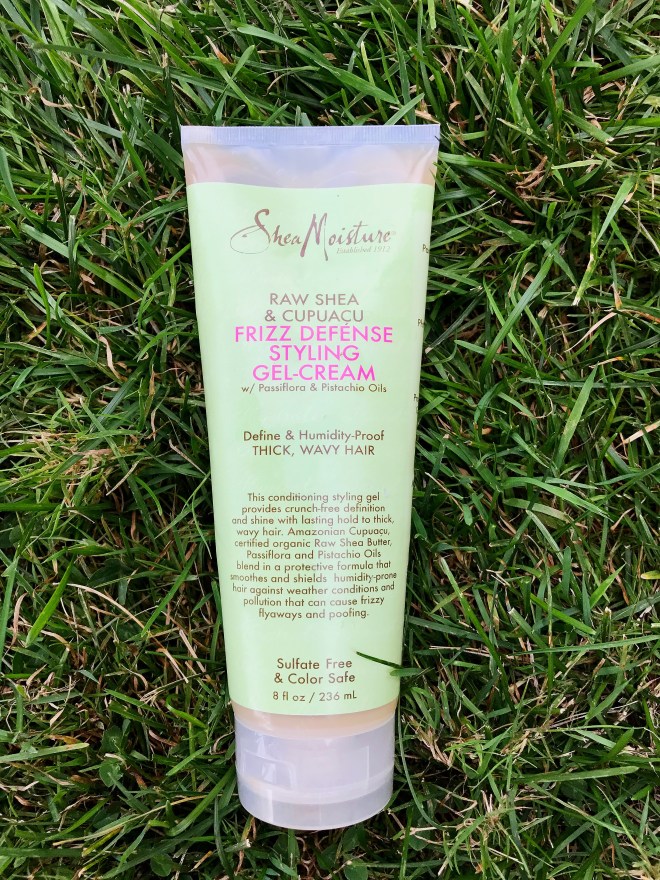 Shea Moisture
Established 1912
RAW SHEA
& CUPUAÇU
FRIZZ DEFENSE
STYLING
GEL-CREAM
w/ Passiflora & Pistachio Oils
Define & Humidity-Proof
THICK, WAVY HAIR
This conditioning styling gel
provides crunch-free definition
and shine with lasting hold to thick,
wavy hair. Amazonian Cupuaçu,
certified organic Raw Shea Butter,
Passiflora and Pistachio Oils
blend in a protective formula that
smoothes and shields humidity-prone
hair against weather conditions and
pollution that can cause frizzy
flyaways and poofing.
Sulfate Free
& Color Safe
8 fl oz / 236 mL